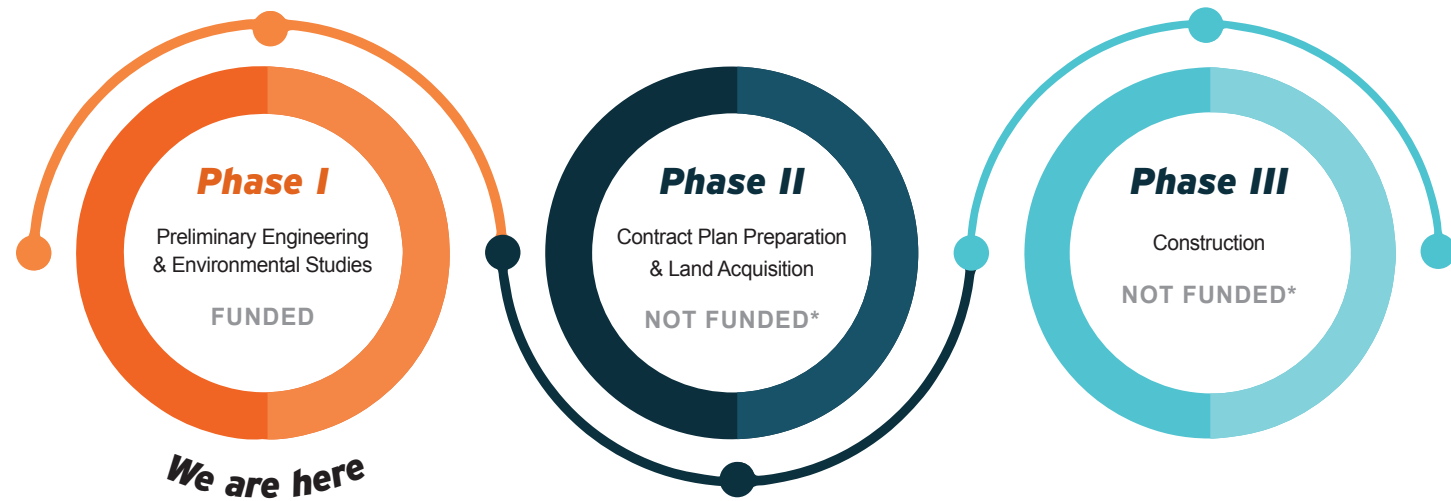 Phase I
Preliminary Engineering
& Environmental Studies
FUNDED
We are here
Phase II
Contract Plan Preparation
& Land Acquisition
NOT FUNDED*
Phase III
Construction
NOT FUNDED*